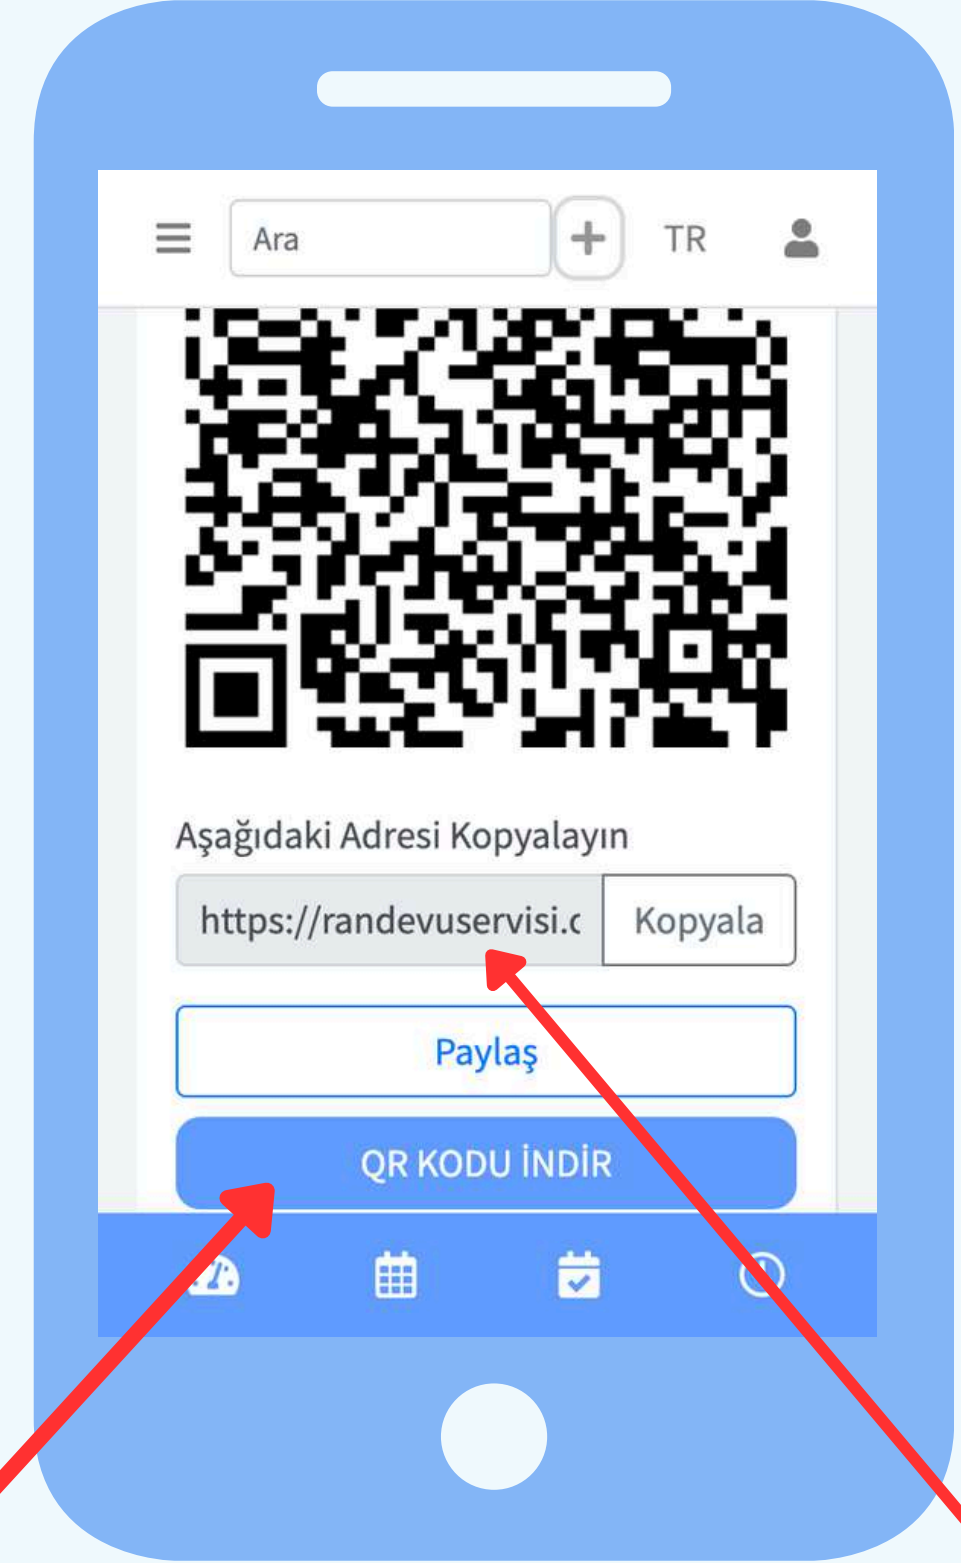 Ara
TR
Aşağıdaki Adresi Kopyalayın
https://randevuservisi.c
Kopyala
Paylaş
QR KODU İNDİR